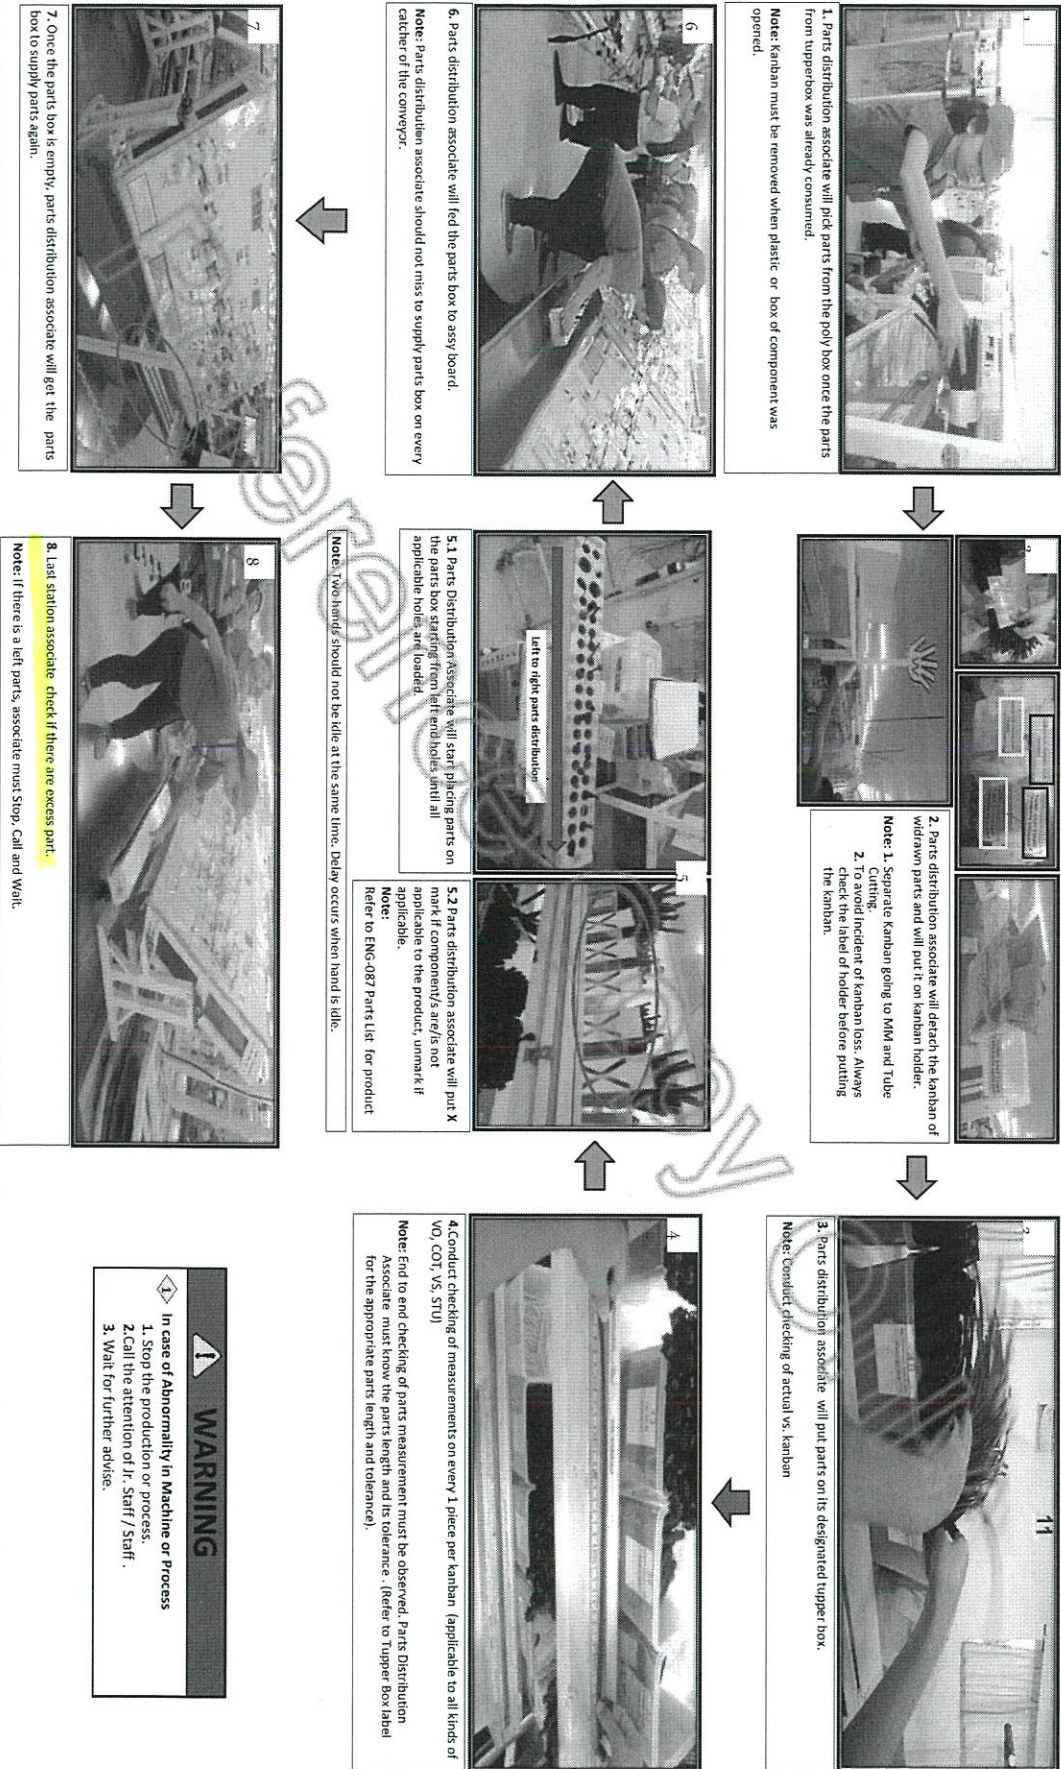 1
1. Parts distribution associate will pick parts from the poly box once the parts
from tupperbox was already consumed.
Note: Kanban must be removed when plastic or box of component was
opened.
2
2. Parts distribution associate will detach the kanban of
widrawn parts and will put it on kanban holder.
Note: 1. Separate Kanban going to MM and Tube
Cutting.
2. To avoid incident of kanban loss. Always
check the label of holder before putting
the kanban.
3
11
3. Parts distribution associate will put parts on its designated tupper box.
Note: Conduct checking of actual vs. kanban
4
4.Conduct checking of measurements on every 1 piece per kanban (applicable to all kinds of
VO, COT, VS, STU)
Note: End to end checking of parts measurement must be observed. Parts Distribution
Associate must know the parts length and its tolerance . (Refer to Tupper Box label
for the appropriate parts length and tolerance).
5
Left to right parts distribution
5.1 Parts Distribution Associate will start placing parts on
the parts box starting from left end holes until all
applicable holes are loaded.
5.2 Parts distribution associate will put X
mark if component/s are/is not
applicable to the product, unmark if
applicable.
Note:
Refer to ENG-087 Parts List for product
Note: Two hands should not be idle at the same time. Delay occurs when hand is idle.
6
6. Parts distribution associate will fed the parts box to assy board.
Note: Parts distribution associate should not miss to supply parts box on every
catcher of the conveyor.
7
7. Once the parts box is empty, parts distribution associate will get the parts
box to supply parts again.
8
8. Last station associate check if there are excess part.
Note: If there is a left parts, associate must Stop, Call and Wait.
WARNING
1 In case of Abnormality in Machine or Process
1. Stop the production or process.
2.Call the attention of Jr. Staff / Staff .
3. Wait for further advise.